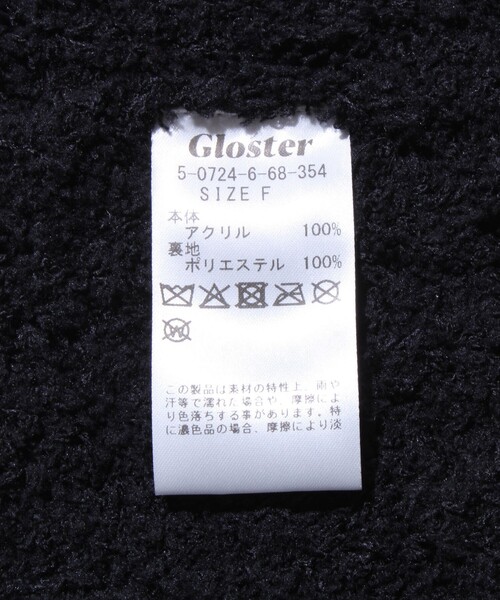 Gloster
5-0724-6-68-354
SIZE F
本体
アクリル 100%
裏地
ポリエステル 100%
W
この製品は素材の特性上、雨や
汗等で濡れた場合や、摩擦によ
り色落ちする事があります。特
に濃色品の場合、摩擦により淡